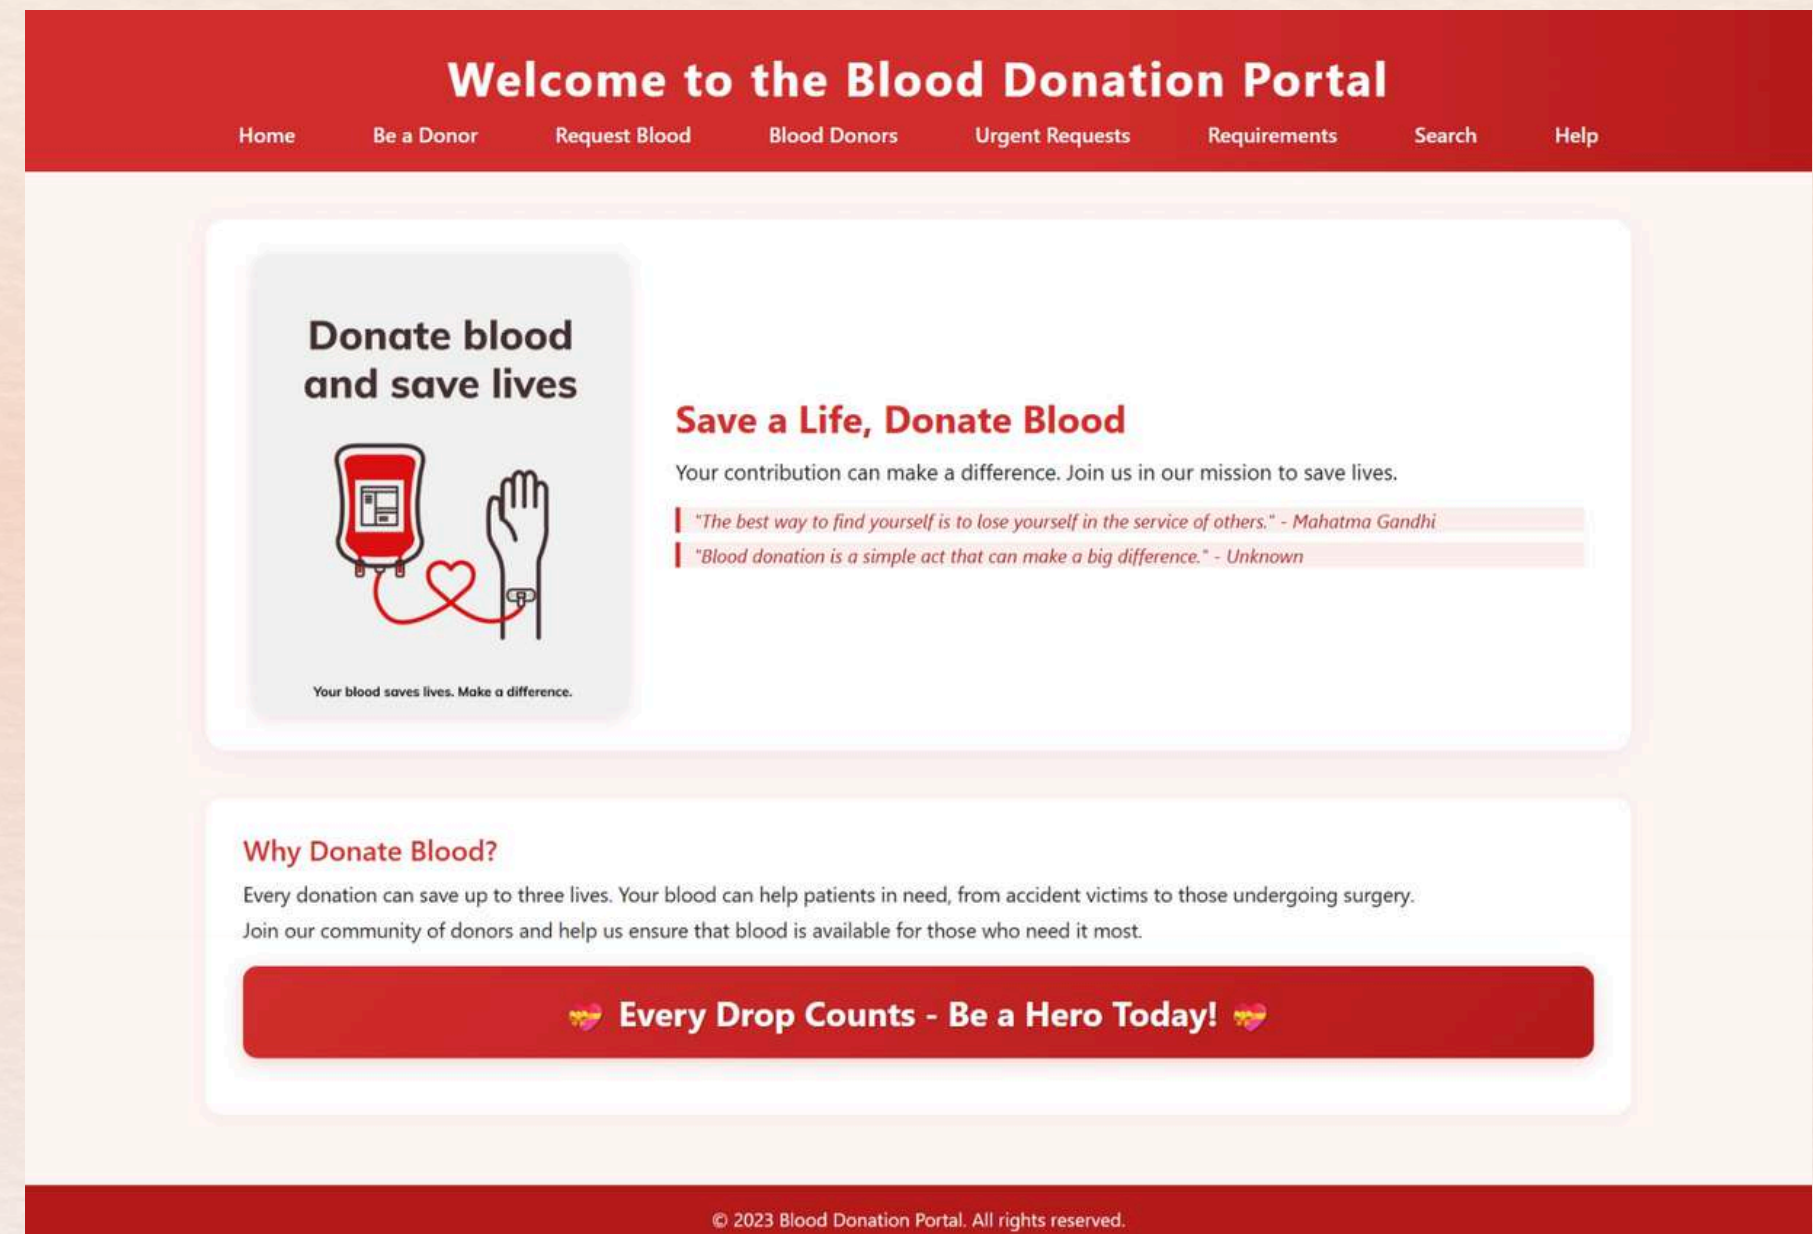 Welcome to the Blood Donation Portal
Home Be a Donor Request Blood Blood Donors Urgent Requests Requirements Search Help
Donate blood
and save lives
Your blood saves lives. Make a difference.
Save a Life, Donate Blood
Your contribution can make a difference. Join us in our mission to save lives.
"The best way to find yourself is to lose yourself in the service of others." - Mahatma Gandhi
"Blood donation is a simple act that can make a big difference." - Unknown
Why Donate Blood?
Every donation can save up to three lives. Your blood can help patients in need, from accident victims to those undergoing surgery.
Join our community of donors and help us ensure that blood is available for those who need it most.
💝 Every Drop Counts - Be a Hero Today! 💝
© 2023 Blood Donation Portal. All rights reserved.